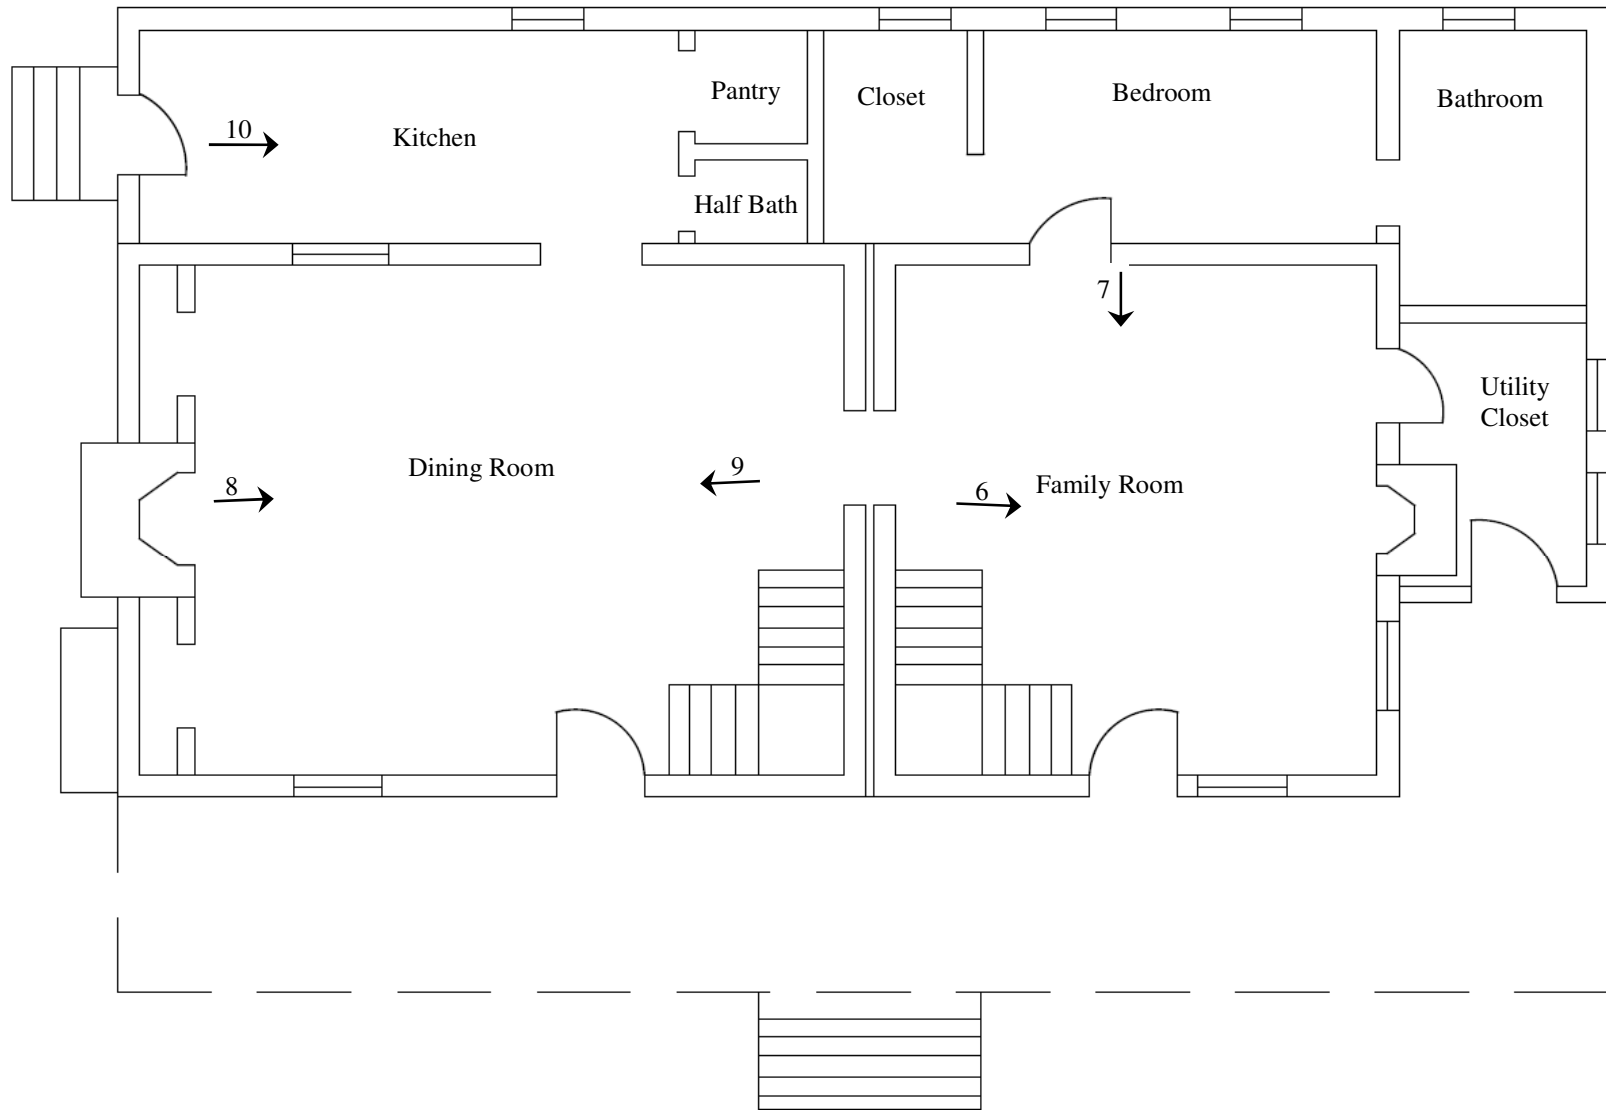 Pantry
Closet
Bedroom
Bathroom
10
Kitchen
Half Bath
7
Utility
Closet
Dining Room
9
8
6
Family Room